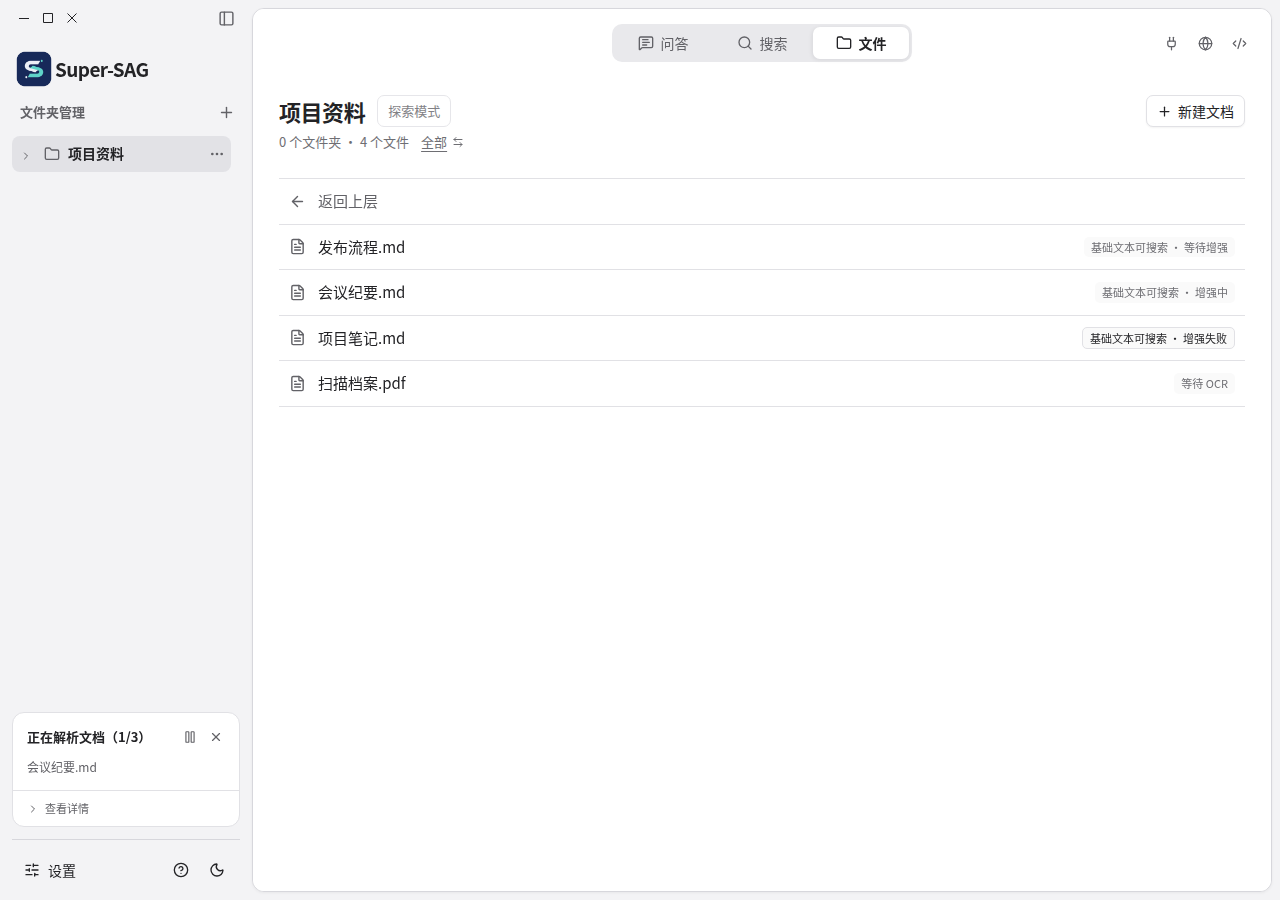 Super-SAG
文件夹管理
项目资料
问答
搜索
文件
项目资料
探索模式
新建文档
0 个文件夹 · 4 个文件 全部
返回上层
发布流程.md
基础文本可搜索 · 等待增强
会议纪要.md
基础文本可搜索 · 增强中
项目笔记.md
基础文本可搜索 · 增强失败
扫描档案.pdf
等待 OCR
正在解析文档（1/3）
会议纪要.md
查看详情
设置